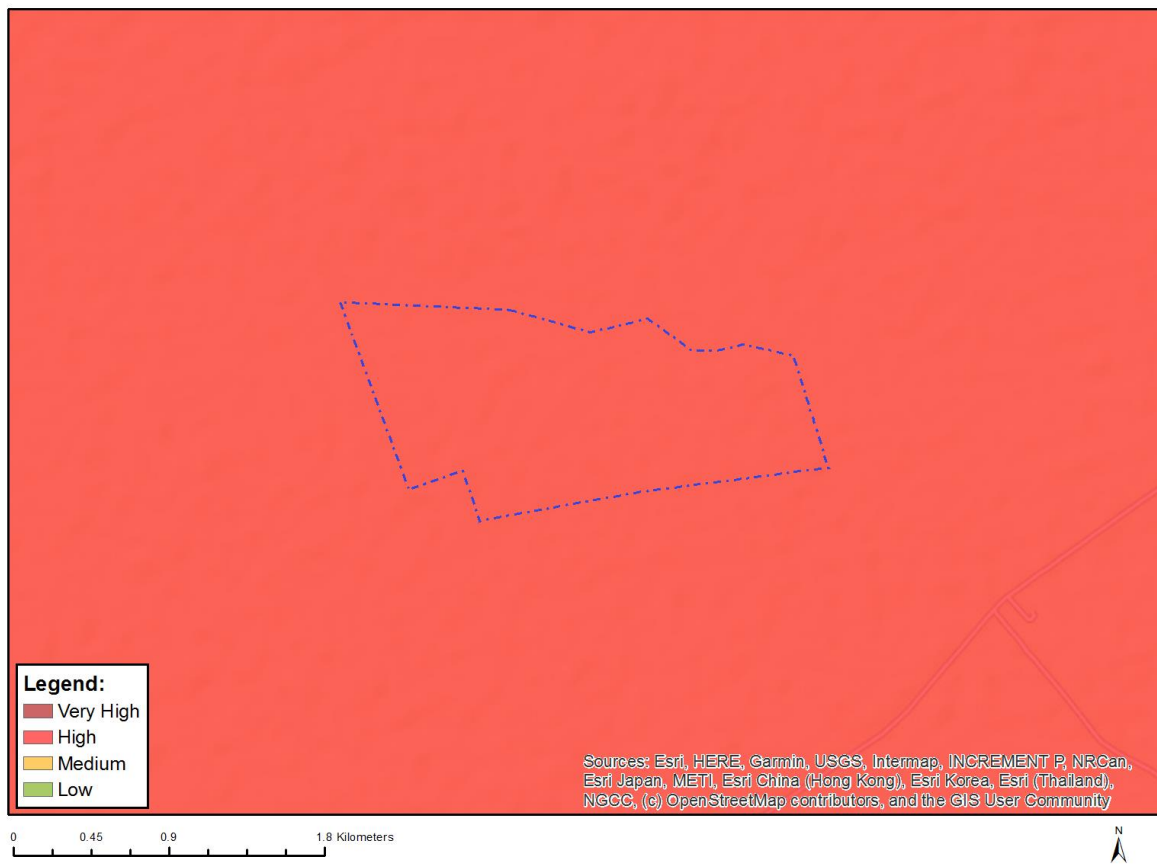 Legend:
Very High
High
Medium
Low
Sources: Esri, HERE, Garmin, USGS, Intermap, INCREMENT P, NRCan,
Esri Japan, METI, Esri China (Hong Kong), Esri Korea, Esri (Thailand),
NGCC, (c) OpenStreetMap contributors, and the GIS User Community
0 0.45 0.9 1.8 Kilometers
N